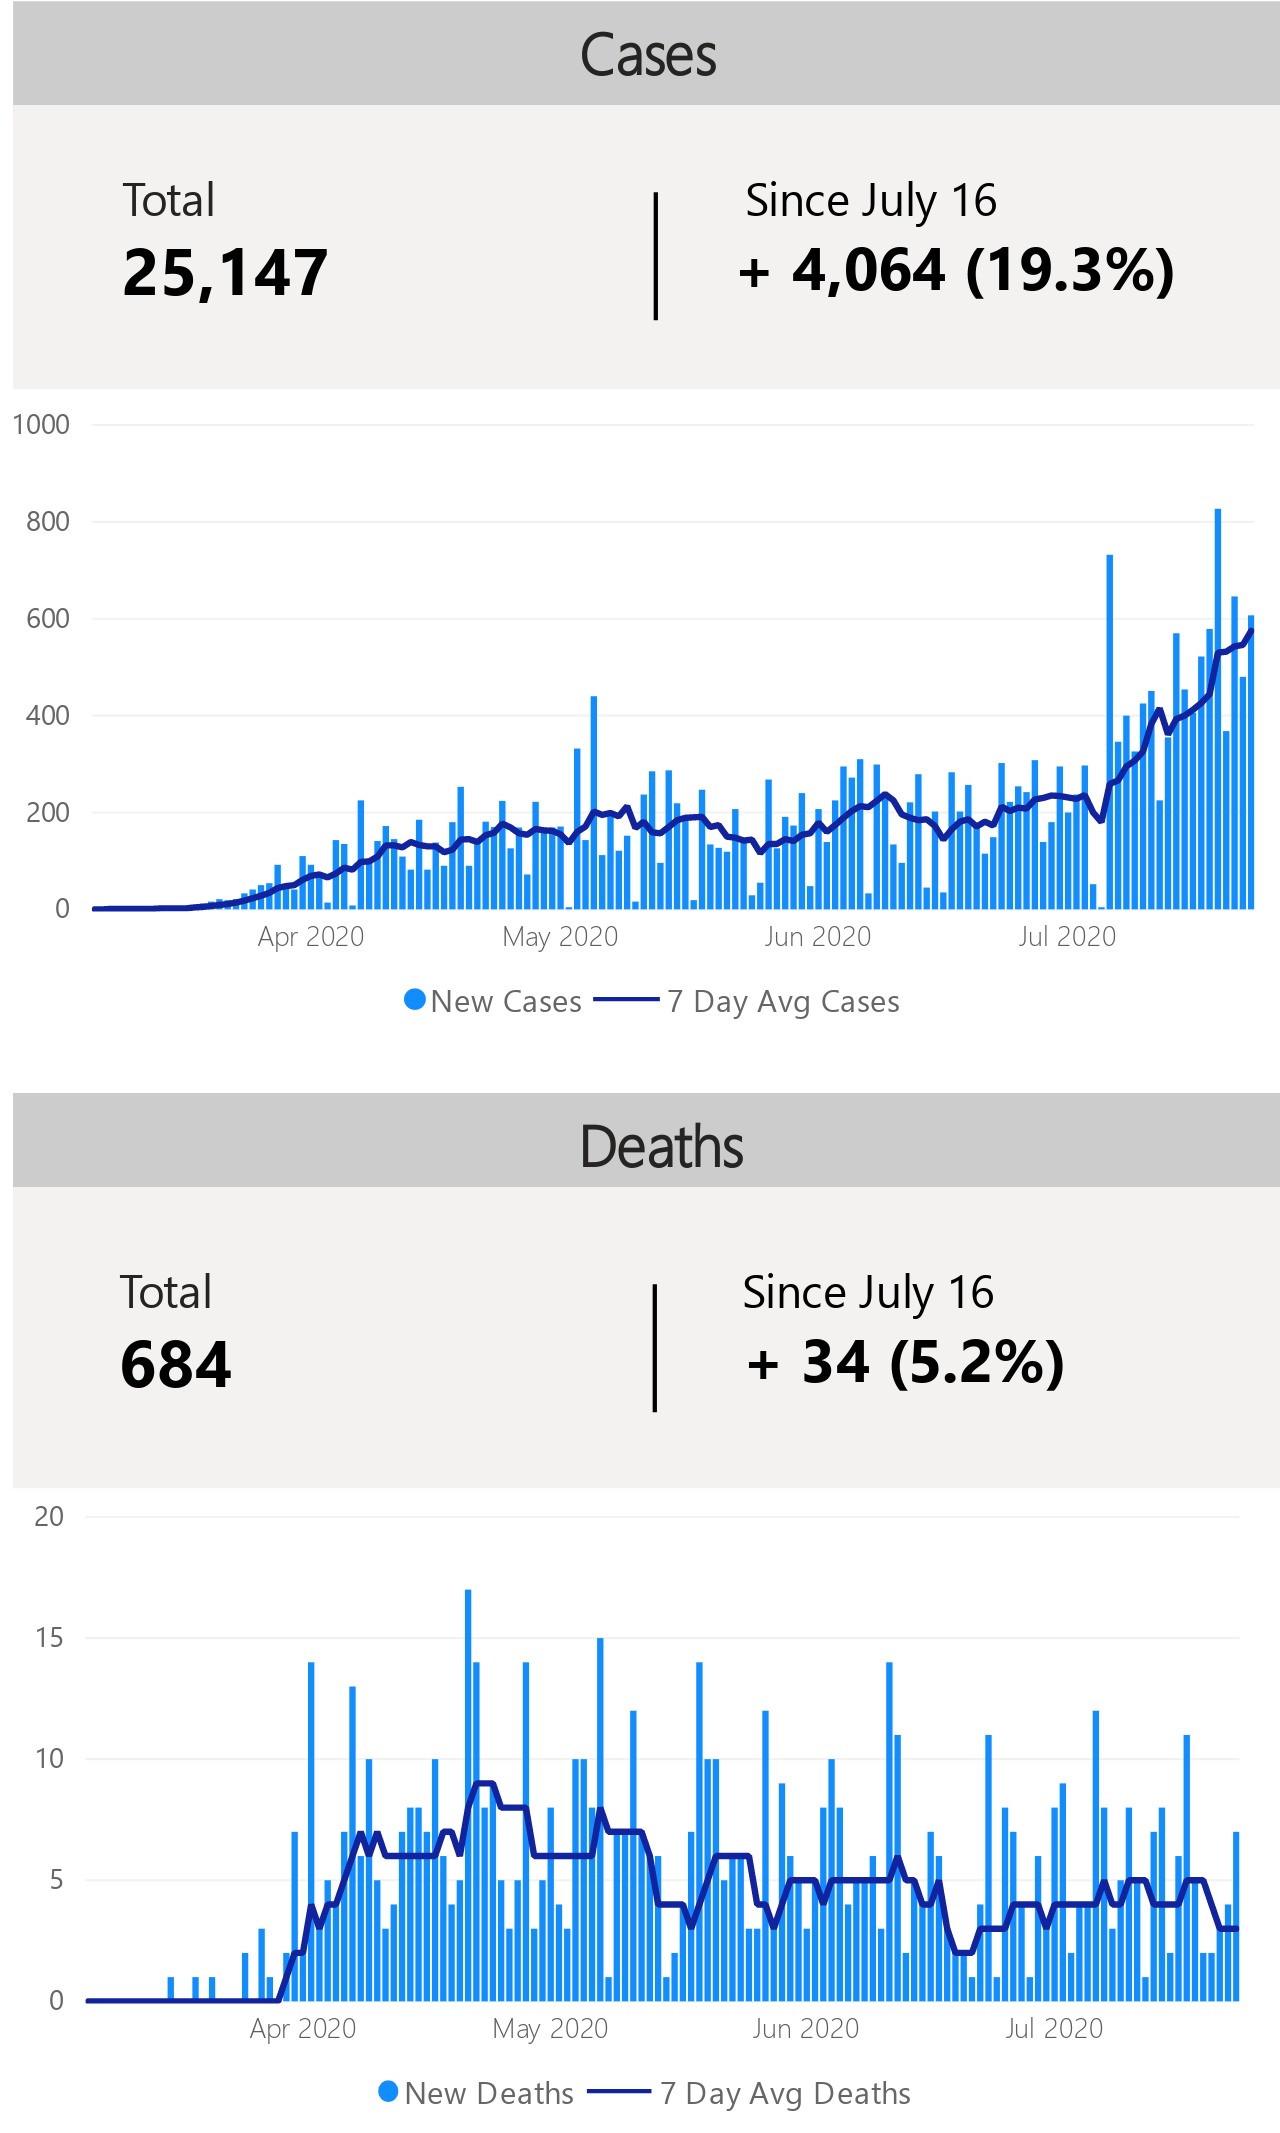 Cases
Total
Since July 16
25,147
+ 4,064 (19.3%)
1000
800
600
400
200
0
Apr 2020
May 2020
Jun 2020
Jul 2020
New Cases
7 Day Avg Cases
Deaths
Total
Since July 16
684
+ 34 (5.2%)
20
15
10
5
0
Apr 2020
May 2020
Jun 2020
Jul 2020
New Deaths
7 Day Avg Deaths